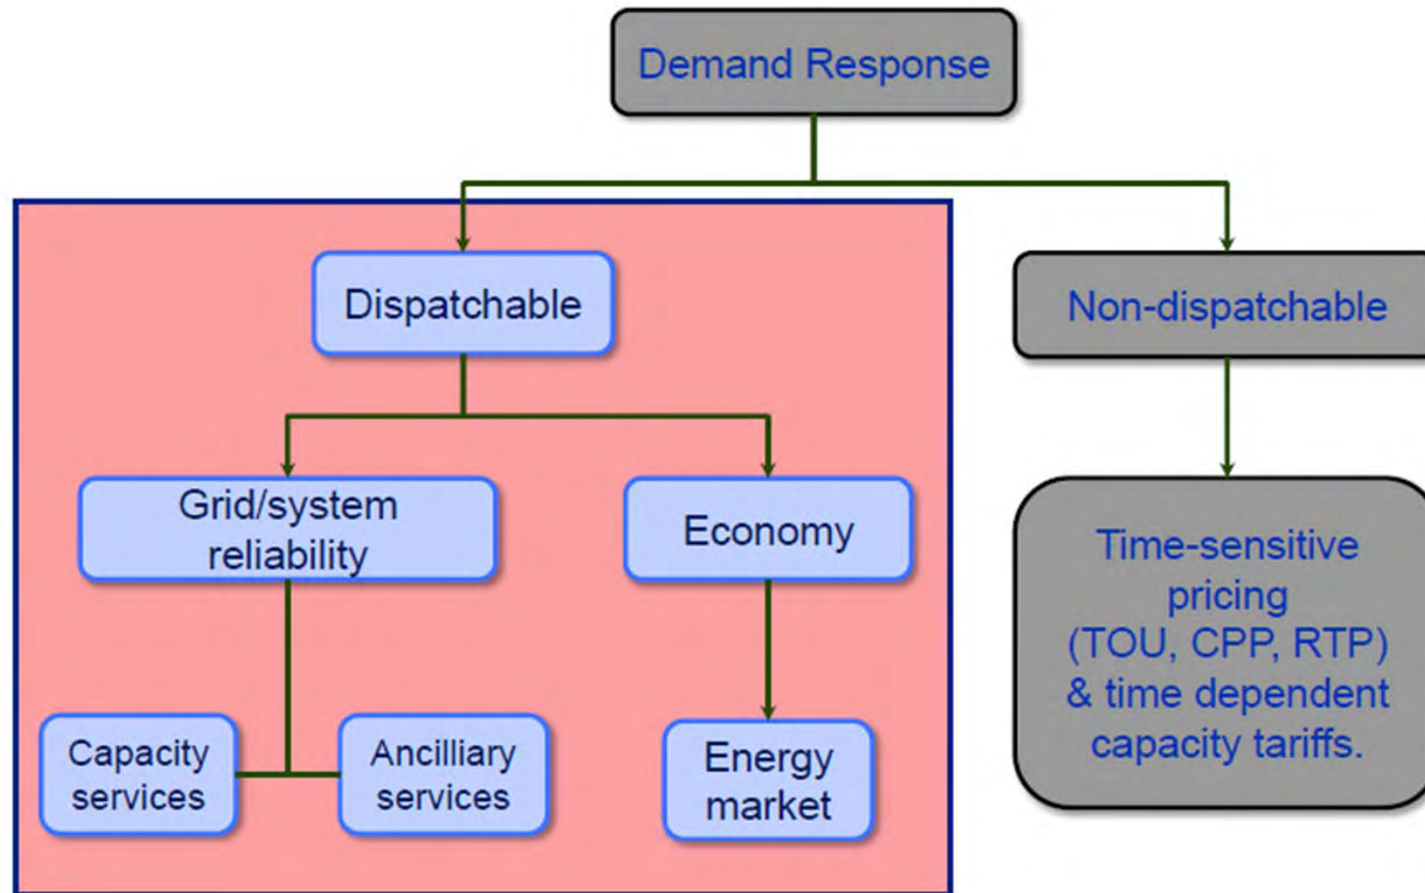 Demand Response
Dispatchable
Non-dispatchable
Grid/system
reliability
Economy
Time-sensitive
pricing
(TOU, CPP, RTP)
& time dependent
capacity tariffs.
Capacity
services
Ancilliary
services
Energy
market